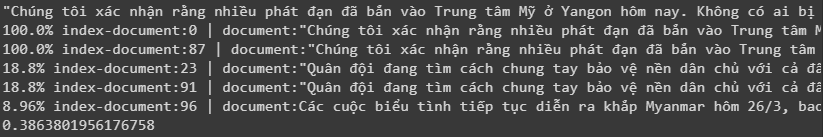 "Chúng tôi xác nhận rằng nhiều phát đạn đã bắn vào Trung tâm Mỹ ở Yangon hôm nay. Không có ai bị
100.0% index-document:0 | document:"Chúng tôi xác nhận rằng nhiều phát đạn đã bắn vào Trung tâm M
100.0% index-document:87 | document:"Chúng tôi xác nhận rằng nhiều phát đạn đã bắn vào Trung tâm
18.8% index-document:23 | document:"Quân đội đang tìm cách chung tay bảo vệ nền dân chủ với cả
18.8% index-document:91 | document:"Quân đội đang tìm cách chung tay bảo vệ nền dân chủ với cả
8.96% index-document:96 | document:Các cuộc biểu tình tiếp tục diễn ra khắp Myanmar hôm 26/3, bao
0.3863801956176758